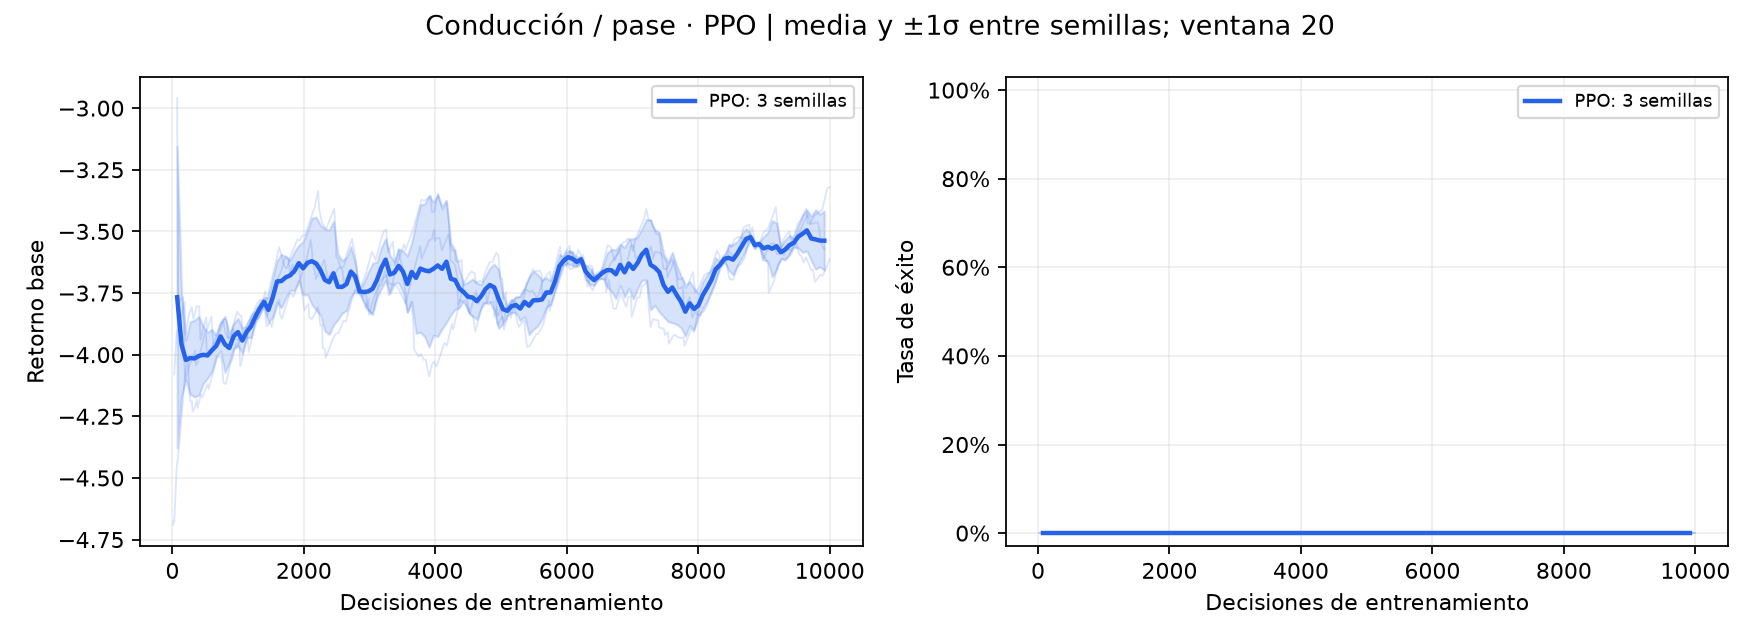 Conducción / pase · PPO | media y ±1σ entre semillas; ventana 20
PPO: 3 semillas
−3.00
−3.25
−3.50
−3.75
−4.00
−4.25
−4.50
−4.75
Retorno base
0 2000 4000 6000 8000 10000
Decisiones de entrenamiento
PPO: 3 semillas
100%
80%
60%
40%
20%
0%
Tasa de éxito
0 2000 4000 6000 8000 10000
Decisiones de entrenamiento